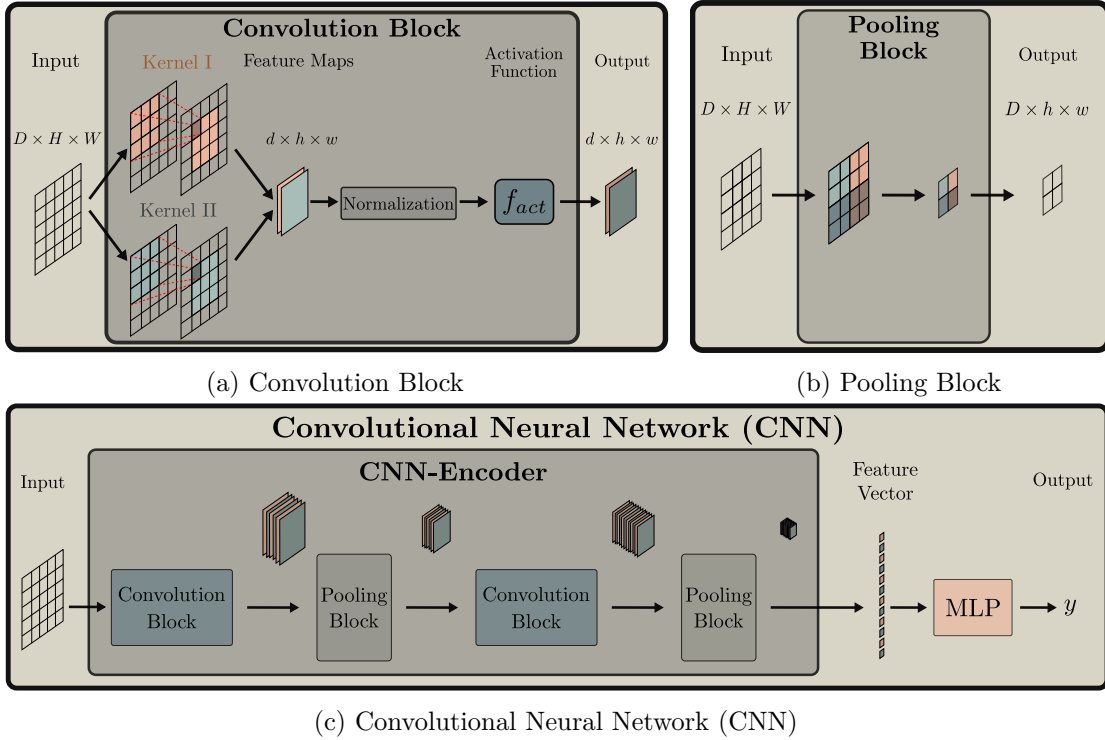 Convolution Block
Input
Kernel I
Feature Maps
Activation
Function
Output
D × H × W
d × h × w
d × h × w
Kernel II
Normalization
f_act
(a) Convolution Block
Pooling
Block
Input
Output
D × H × W
D × h × w
(b) Pooling Block
Convolutional Neural Network (CNN)
CNN-Encoder
Input
Feature
Vector
Output
Convolution
Block
Pooling
Block
Convolution
Block
Pooling
Block
MLP
y
(c) Convolutional Neural Network (CNN)